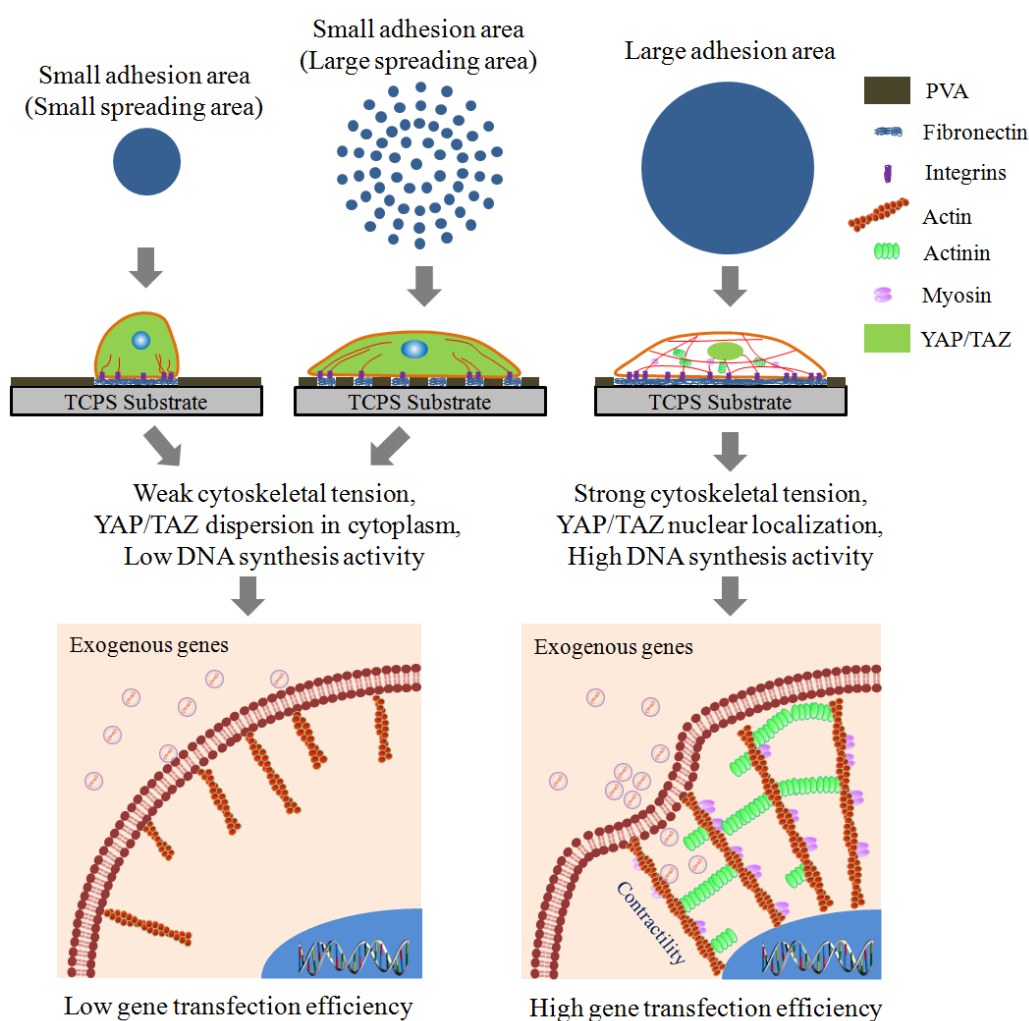 Small adhesion area
(Small spreading area)
Small adhesion area
(Large spreading area)
Large adhesion area
PVA
Fibronectin
Integrins
Actin
Actinin
Myosin
YAP/TAZ
TCPS Substrate
TCPS Substrate
TCPS Substrate
Weak cytoskeletal tension,
YAP/TAZ dispersion in cytoplasm,
Low DNA synthesis activity
Strong cytoskeletal tension,
YAP/TAZ nuclear localization,
High DNA synthesis activity
Exogenous genes
Low gene transfection efficiency
Exogenous genes
Contractility
High gene transfection efficiency